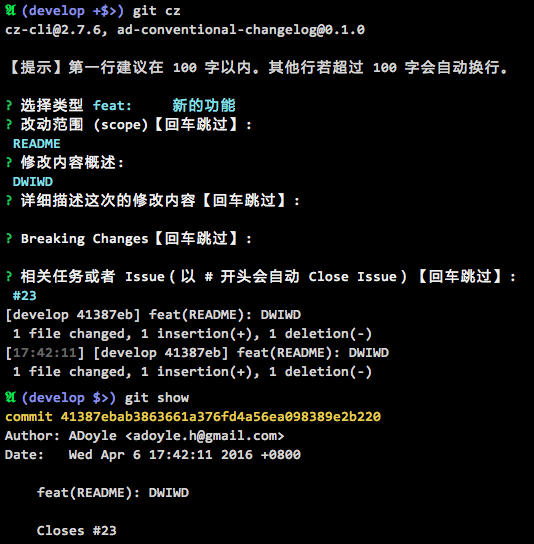 𝕬 (develop +$>) git cz
cz-cli@2.7.6, ad-conventional-changelog@0.1.0
【提示】第一行建议在 100 字以内。其他行若超过 100 字会自动换行。
? 选择类型 feat:     新的功能
? 改动范围 (scope)【回车跳过】:
README
? 修改内容概述:
DWIWD
? 详细描述这次的修改内容【回车跳过】:
? Breaking Changes【回车跳过】:
? 相关任务或者 Issue（以 # 开头会自动 Close Issue）【回车跳过】:
#23
[develop 41387eb] feat(README): DWIWD
1 file changed, 1 insertion(+), 1 deletion(-)
[17:42:11] [develop 41387eb] feat(README): DWIWD
1 file changed, 1 insertion(+), 1 deletion(-)
𝕬 (develop $>) git show
commit 41387ebab3863661a376fd4a56ea098389e2b220
Author: ADoyle <adoyle.h@gmail.com>
Date:   Wed Apr 6 17:42:11 2016 +0800
feat(README): DWIWD
Closes #23